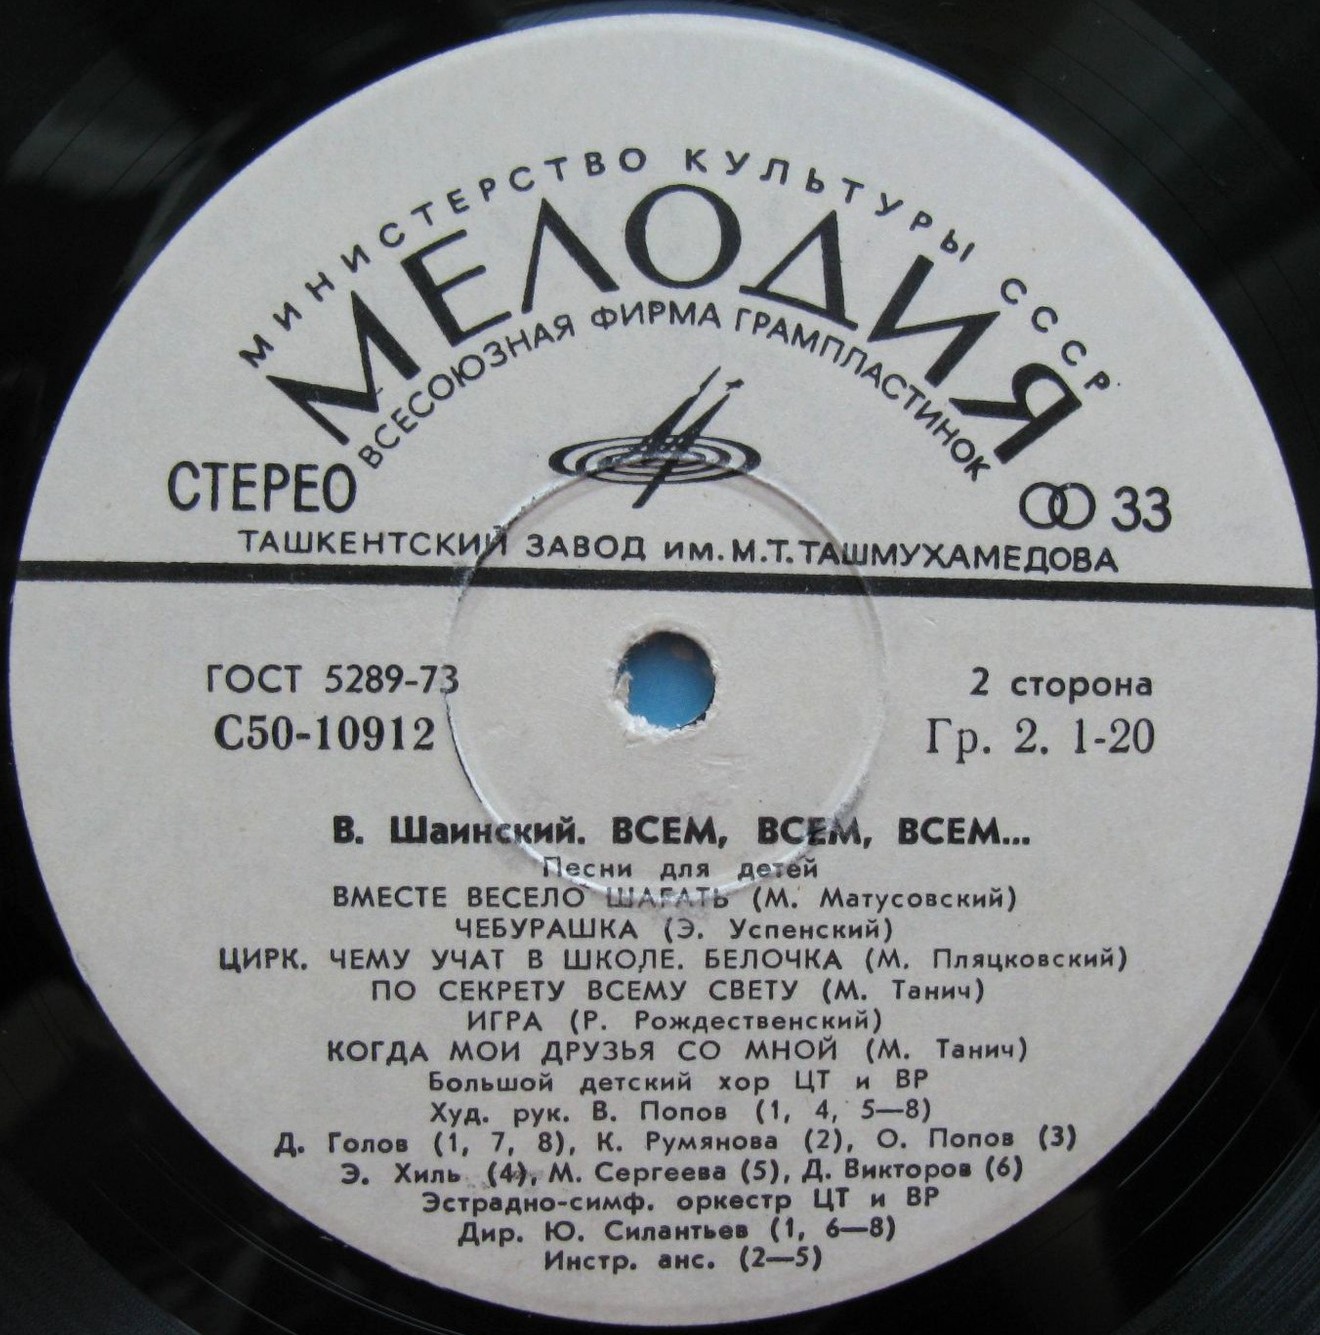 МИНИСТЕРСТВО КУЛЬТУРЫ СССР
МЕЛОДИЯ
ВСЕСОЮЗНАЯ ФИРМА ГРАМПЛАСТИНОК
СТЕРЕО
33
ТАШКЕНТСКИЙ ЗАВОД им. М.Т. ТАШМУХАМЕДОВА
ГОСТ 5289-73
2 сторона
С50-10912
Гр. 2. 1-20
В. Шаинский. ВСЕМ, ВСЕМ, ВСЕМ...
Песни для детей
ВМЕСТЕ ВЕСЕЛО ШАГАТЬ (М. Матусовский)
ЧЕБУРАШКА (Э. Успенский)
ЦИРК. ЧЕМУ УЧАТ В ШКОЛЕ. БЕЛОЧКА (М. Пляцковский)
ПО СЕКРЕТУ ВСЕМУ СВЕТУ (М. Танич)
ИГРА (Р. Рождественский)
КОГДА МОИ ДРУЗЬЯ СО МНОЙ (М. Танич)
Большой детский хор ЦТ и ВР
Худ. рук. В. Попов (1, 4, 5—8)
Д. Голов (1, 7, 8), К. Румянова (2), О. Попов (3)
Э. Хиль (4), М. Сергеева (5), Д. Викторов (6)
Эстрадно-симф. оркестр ЦТ и ВР
Дир. Ю. Силантьев (1, 6—8)
Инстр. анс. (2—5)